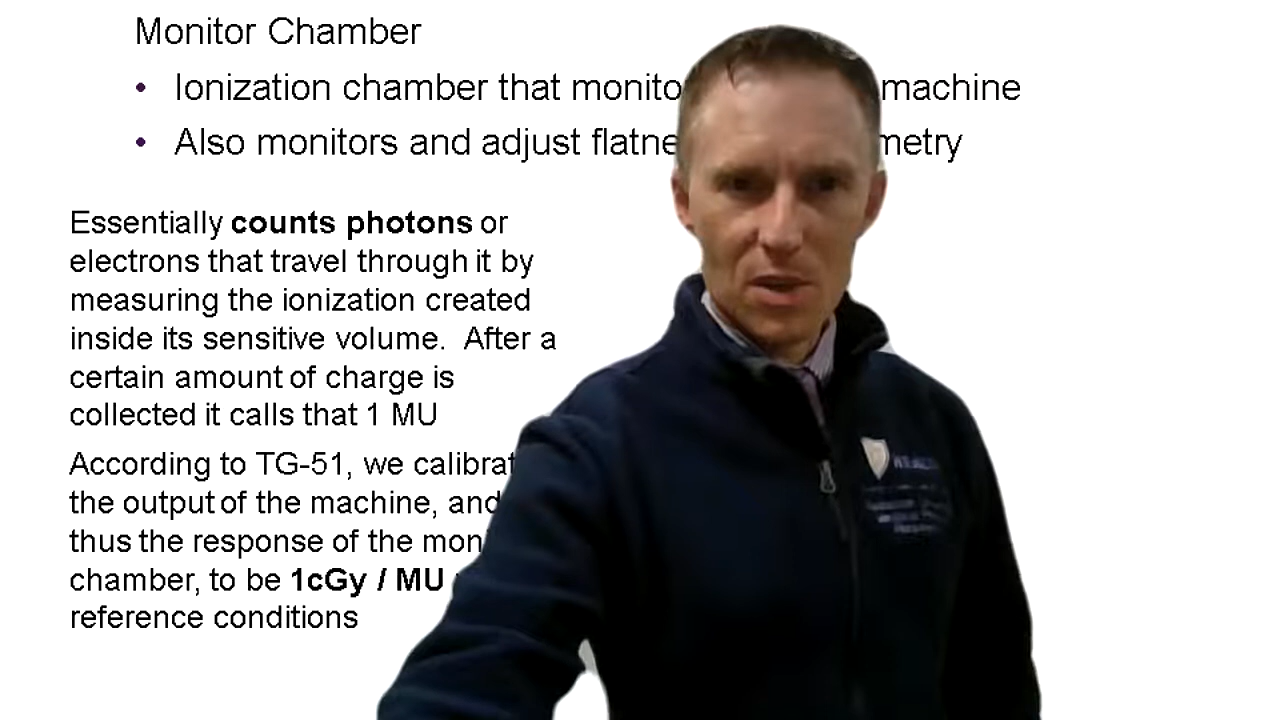 Monitor Chamber
• Ionization chamber that monito machine
• Also monitors and adjust flatne metry
Essentially counts photons or
electrons that travel through it by
measuring the ionization created
inside its sensitive volume. After a
certain amount of charge is
collected it calls that 1 MU
According to TG-51, we calibrat
the output of the machine, and
thus the response of the moni
chamber, to be 1cGy / MU
reference conditions